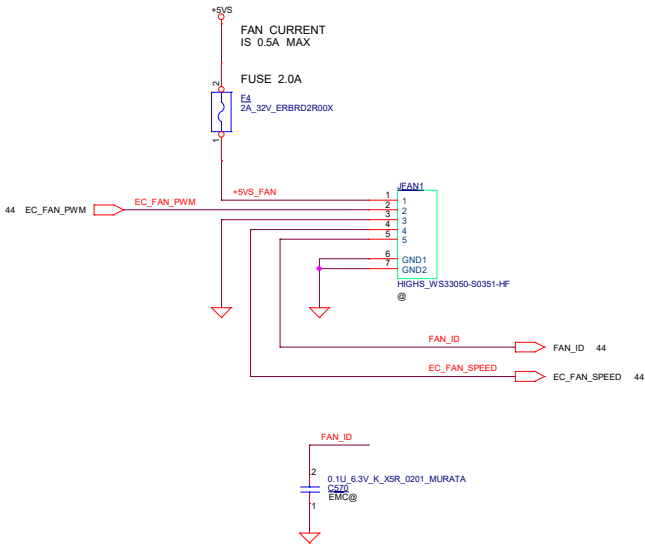 +5VS
FAN CURRENT
IS 0.5A MAX
FUSE 2.0A
2
F4
2A_32V_ERBRD2R00X
1
+5VS_FAN
JFAN1
1 1
44 EC_FAN_PWM EC_FAN_PWM 2 2
3 3
4 4
5 5
6 GND1
7 GND2
HIGHS_WS33050-S0351-HF
@
FAN_ID FAN_ID 44
EC_FAN_SPEED EC_FAN_SPEED 44
FAN_ID
2
0.1U_6.3V_K_X5R_0201_MURATA
C570
EMC@
1